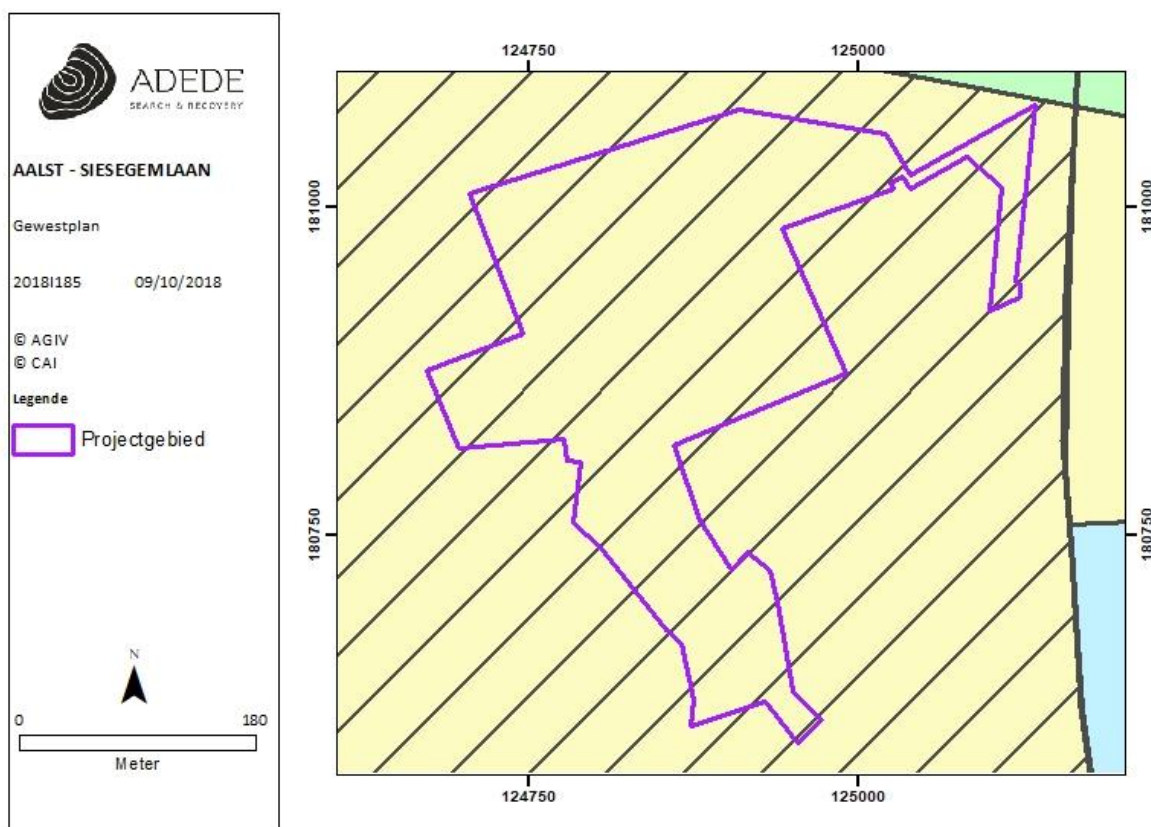 ADEDE
SEARCH & RECOVERY
AALST - SIESEGEMLAAN
Gewestplan
2018I185 09/10/2018
© AGIV
© CAI
Legende
Projectgebied
N
0 180
Meter
124750 125000
181000 181000
180750 180750
124750 125000